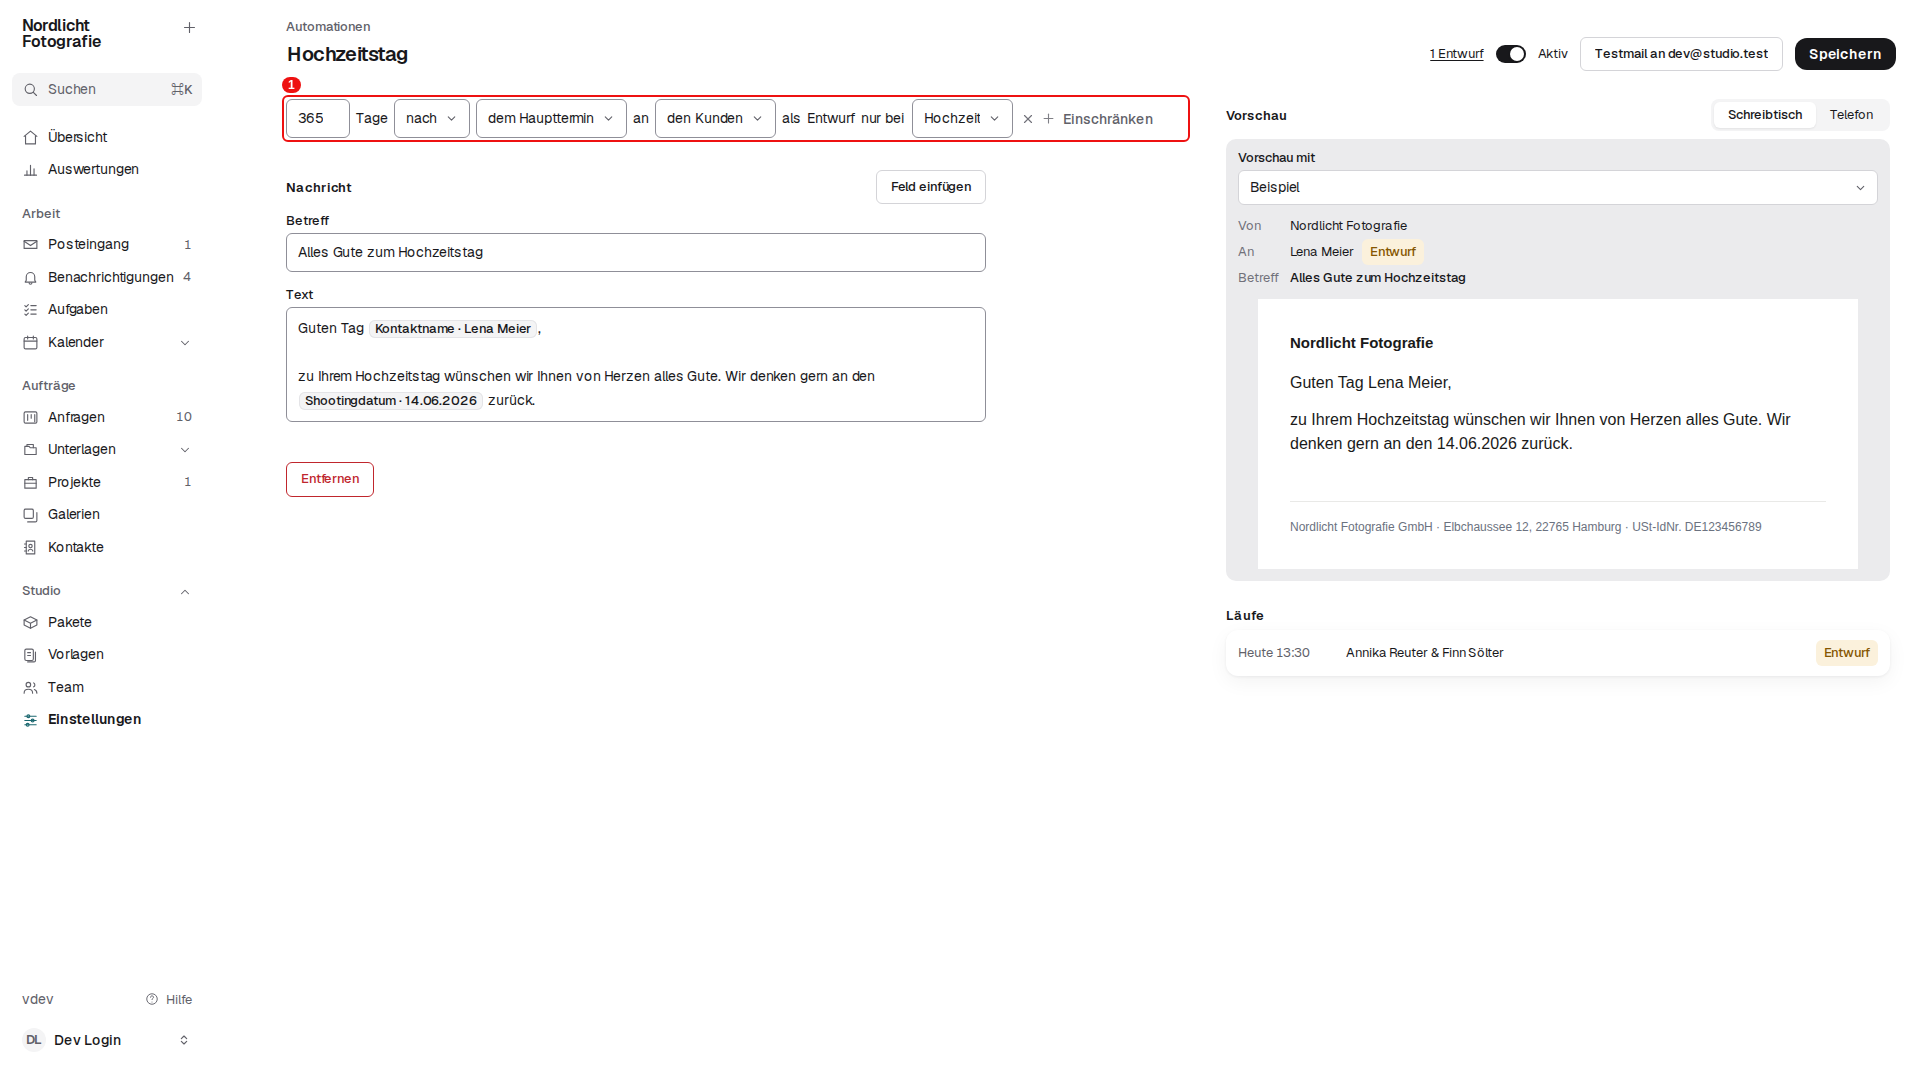 Nordlicht
Fotografie
Suchen ⌘K
Übersicht
Auswertungen
Arbeit
Posteingang 1
Benachrichtigungen 4
Aufgaben
Kalender
Aufträge
Anfragen 10
Unterlagen
Projekte 1
Galerien
Kontakte
Studio
Pakete
Vorlagen
Team
Einstellungen
vdev Hilfe
DL Dev Login
Automationen
Hochzeitstag
1 Entwurf Aktiv Testmail an dev@studio.test Speichern
1
365 Tage nach dem Haupttermin an den Kunden als Entwurf nur bei Hochzeit × + Einschränken
Nachricht Feld einfügen
Betreff
Alles Gute zum Hochzeitstag
Text
Guten Tag Kontaktname · Lena Meier,
zu Ihrem Hochzeitstag wünschen wir Ihnen von Herzen alles Gute. Wir denken gern an den
Shootingdatum · 14.06.2026 zurück.
Entfernen
Vorschau Schreibtisch Telefon
Vorschau mit
Beispiel
Von Nordlicht Fotografie
An Lena Meier Entwurf
Betreff Alles Gute zum Hochzeitstag
Nordlicht Fotografie
Guten Tag Lena Meier,
zu Ihrem Hochzeitstag wünschen wir Ihnen von Herzen alles Gute. Wir
denken gern an den 14.06.2026 zurück.
Nordlicht Fotografie GmbH · Elbchaussee 12, 22765 Hamburg · USt-IdNr. DE123456789
Läufe
Heute 13:30 Annika Reuter & Finn Sölter Entwurf